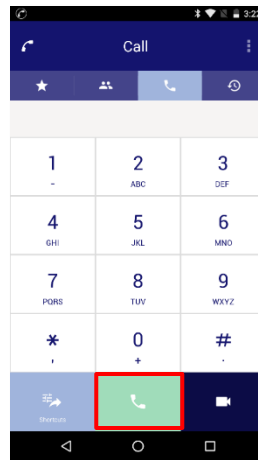 3:22
Call
1 2 3
- ABC DEF
4 5 6
GHI JKL MNO
7 8 9
PQRS TUV WXYZ
* 0 #
, + .
Shortcuts